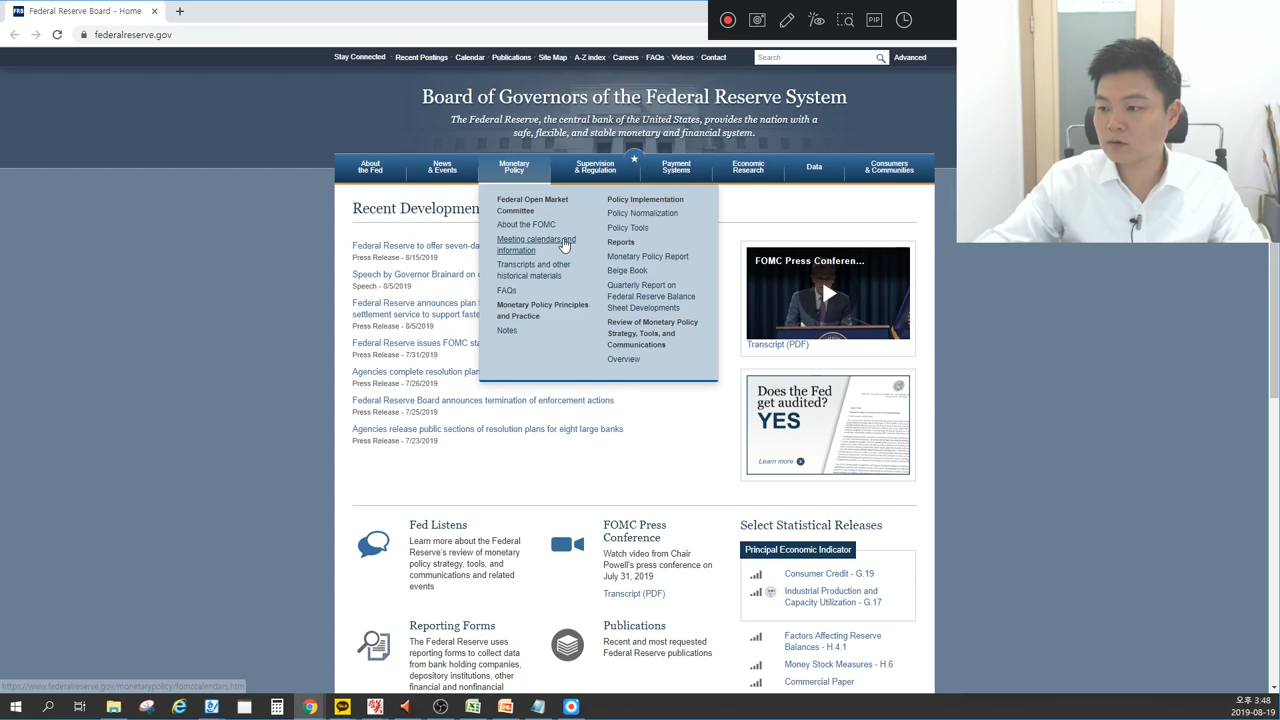 FRB Federal Reserve Board - Home
federalreserve.gov
PIP
Stay Connected Recent Postings Calendar Publications Site Map A-Z index Careers FAQs Videos Contact
Search
Advanced
Board of Governors of the Federal Reserve System
The Federal Reserve, the central bank of the United States, provides the nation with a
safe, flexible, and stable monetary and financial system.
About
the Fed
News
& Events
Monetary
Policy
Supervision
& Regulation
Payment
Systems
Economic
Research
Data
Consumers
& Communities
Federal Open Market
Committee
About the FOMC
Meeting calendars and
information
Transcripts and other
historical materials
FAQs
Monetary Policy Principles
and Practice
Notes
Policy Implementation
Policy Normalization
Policy Tools
Reports
Monetary Policy Report
Beige Book
Quarterly Report on
Federal Reserve Balance
Sheet Developments
Review of Monetary Policy
Strategy, Tools, and
Communications
Overview
Recent Developmen
Federal Reserve to offer seven-da
Press Release - 8/15/2019
Speech by Governor Brainard on
Speech - 8/5/2019
Federal Reserve announces plan
settlement service to support faste
Press Release - 8/5/2019
Federal Reserve issues FOMC sta
Press Release - 7/31/2019
Agencies complete resolution plan
Press Release - 7/26/2019
Federal Reserve Board announces termination of enforcement actions
Press Release - 7/25/2019
Agencies release public sections of resolution plans for eight large banks
Press Release - 7/23/2019
FOMC Press Conferen...
Transcript (PDF)
Does the Fed
get audited?
YES
Learn more
Fed Listens
Learn more about the Federal
Reserve's review of monetary
policy strategy, tools, and
communications and related
events
FOMC Press
Conference
Watch video from Chair
Powell's press conference on
July 31, 2019
Transcript (PDF)
Reporting Forms
The Federal Reserve uses
reporting forms to collect data
from bank holding companies,
depository institutions, other
financial and nonfinancial
Publications
Recent and most requested
Federal Reserve publications
Select Statistical Releases
Principal Economic Indicator
Consumer Credit - G.19
Industrial Production and
Capacity Utilization - G.17
Factors Affecting Reserve
Balances - H.4.1
Money Stock Measures - H.6
Commercial Paper
https://www.federalreserve.gov/monetarypolicy/fomccalendars.htm
오후 3:48
2019-08-19